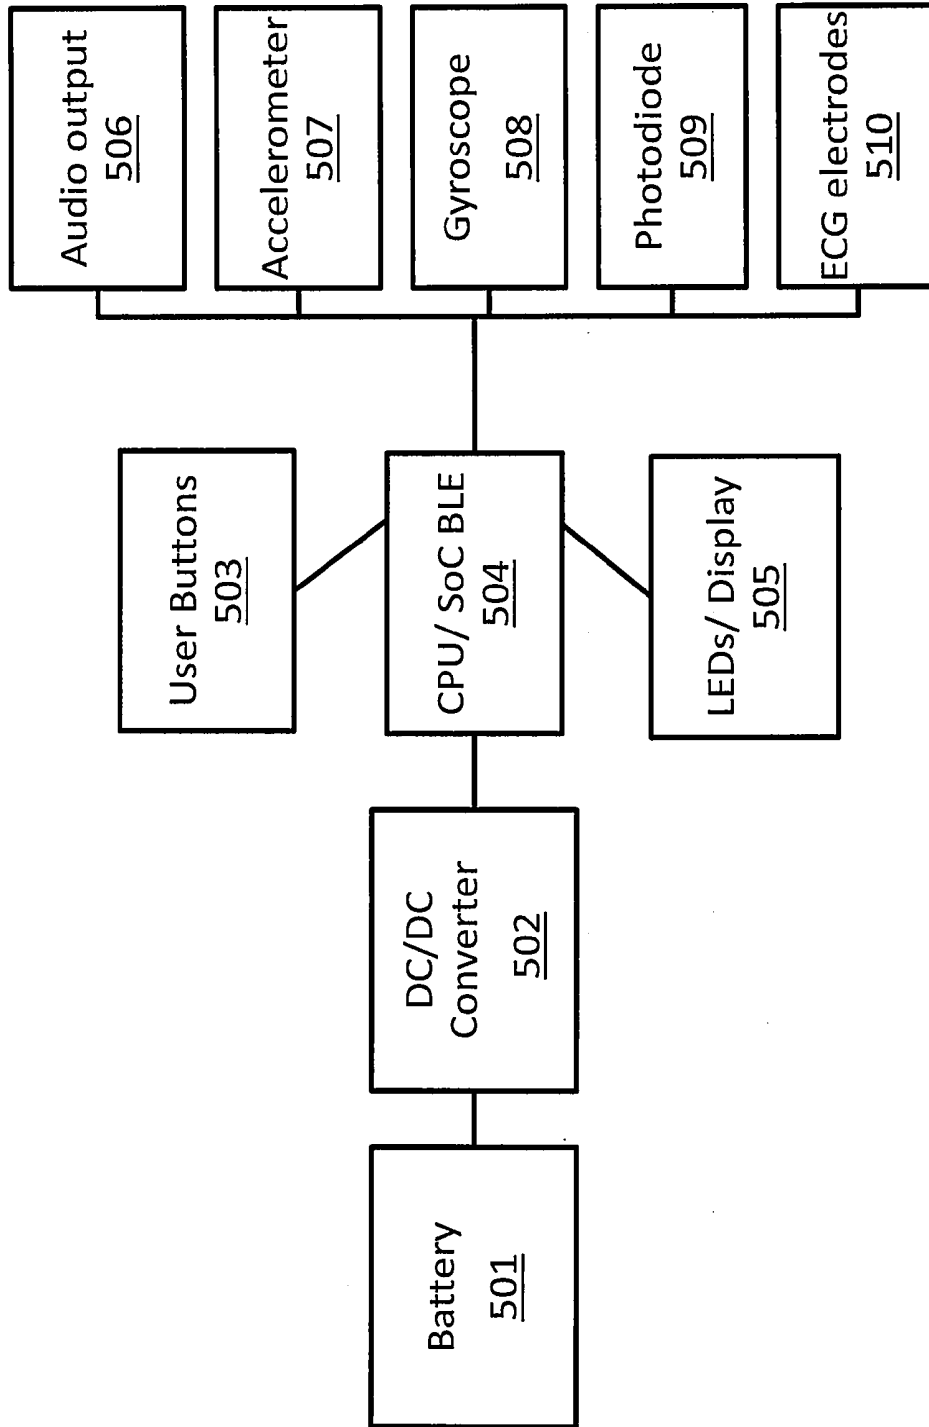 Battery
501
DC/DC
Converter
502
User Buttons
503
CPU/ SoC BLE
504
LEDs/ Display
505
Audio output
506
Accelerometer
507
Gyroscope
508
Photodiode
509
ECG electrodes
510